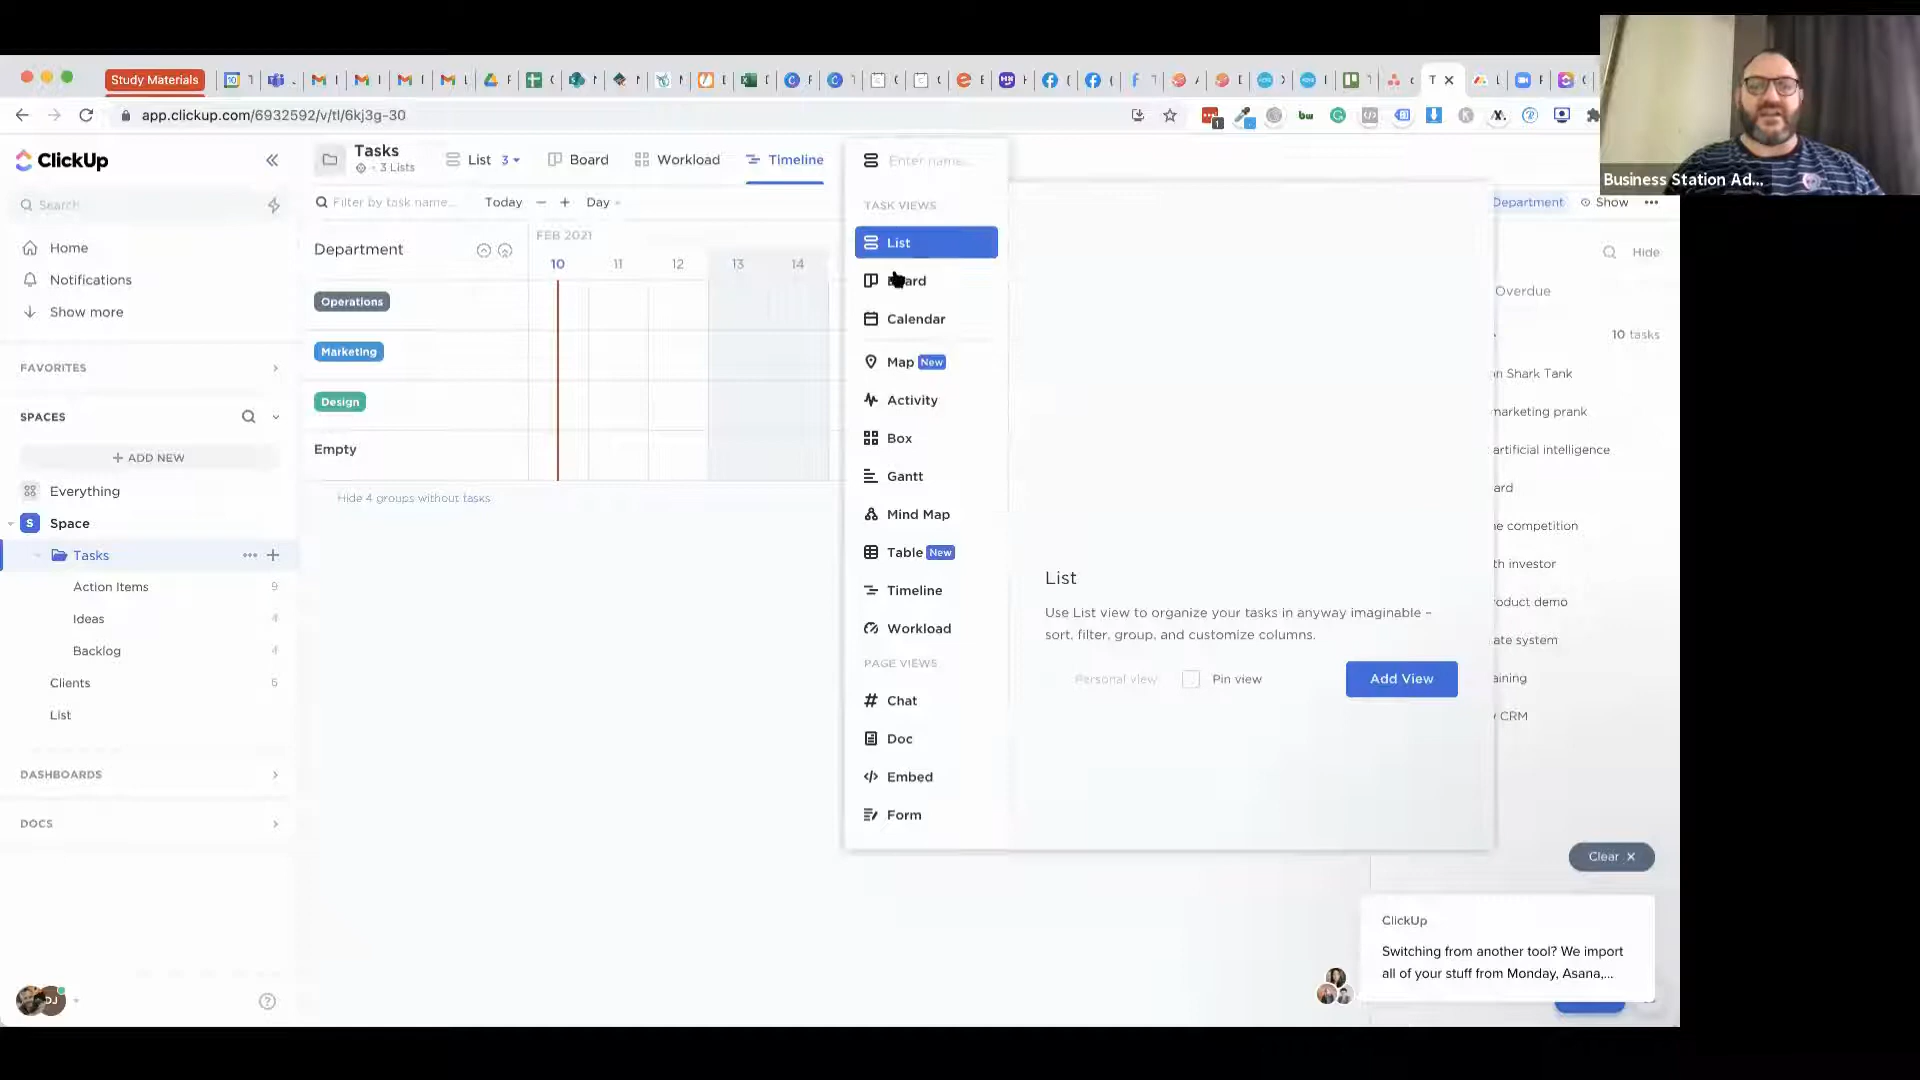 Study Materials
app.clickup.com/6932592/v/tl/6kj3g-30
Business Station Ad...
ClickUp
Search
Home
Notifications
Show more
FAVORITES
SPACES
+ ADD NEW
Everything
S Space
Tasks
Action Items 9
Ideas 4
Backlog 4
Clients 5
List
DASHBOARDS
DOCS
DJ
Tasks
3 Lists
List 3
Board
Workload
Timeline
Filter by task name...
Today
Day
Department
FEB 2021
10 11 12 13 14
Operations
Marketing
Design
Empty
Hide 4 groups without tasks
Enter name...
TASK VIEWS
List
Calendar
Map New
Activity
Box
Gantt
Mind Map
Table New
Timeline
Workload
PAGE VIEWS
Chat
Doc
Embed
Form
List
Use List view to organize your tasks in anyway imaginable –
sort, filter, group, and customize columns.
Personal view
Pin view
Add View
Department
Show
Hide
Overdue
10 tasks
Shark Tank
marketing prank
artificial intelligence
competition
investor
demo
system
CRM
Clear
ClickUp
Switching from another tool? We import
all of your stuff from Monday, Asana,...